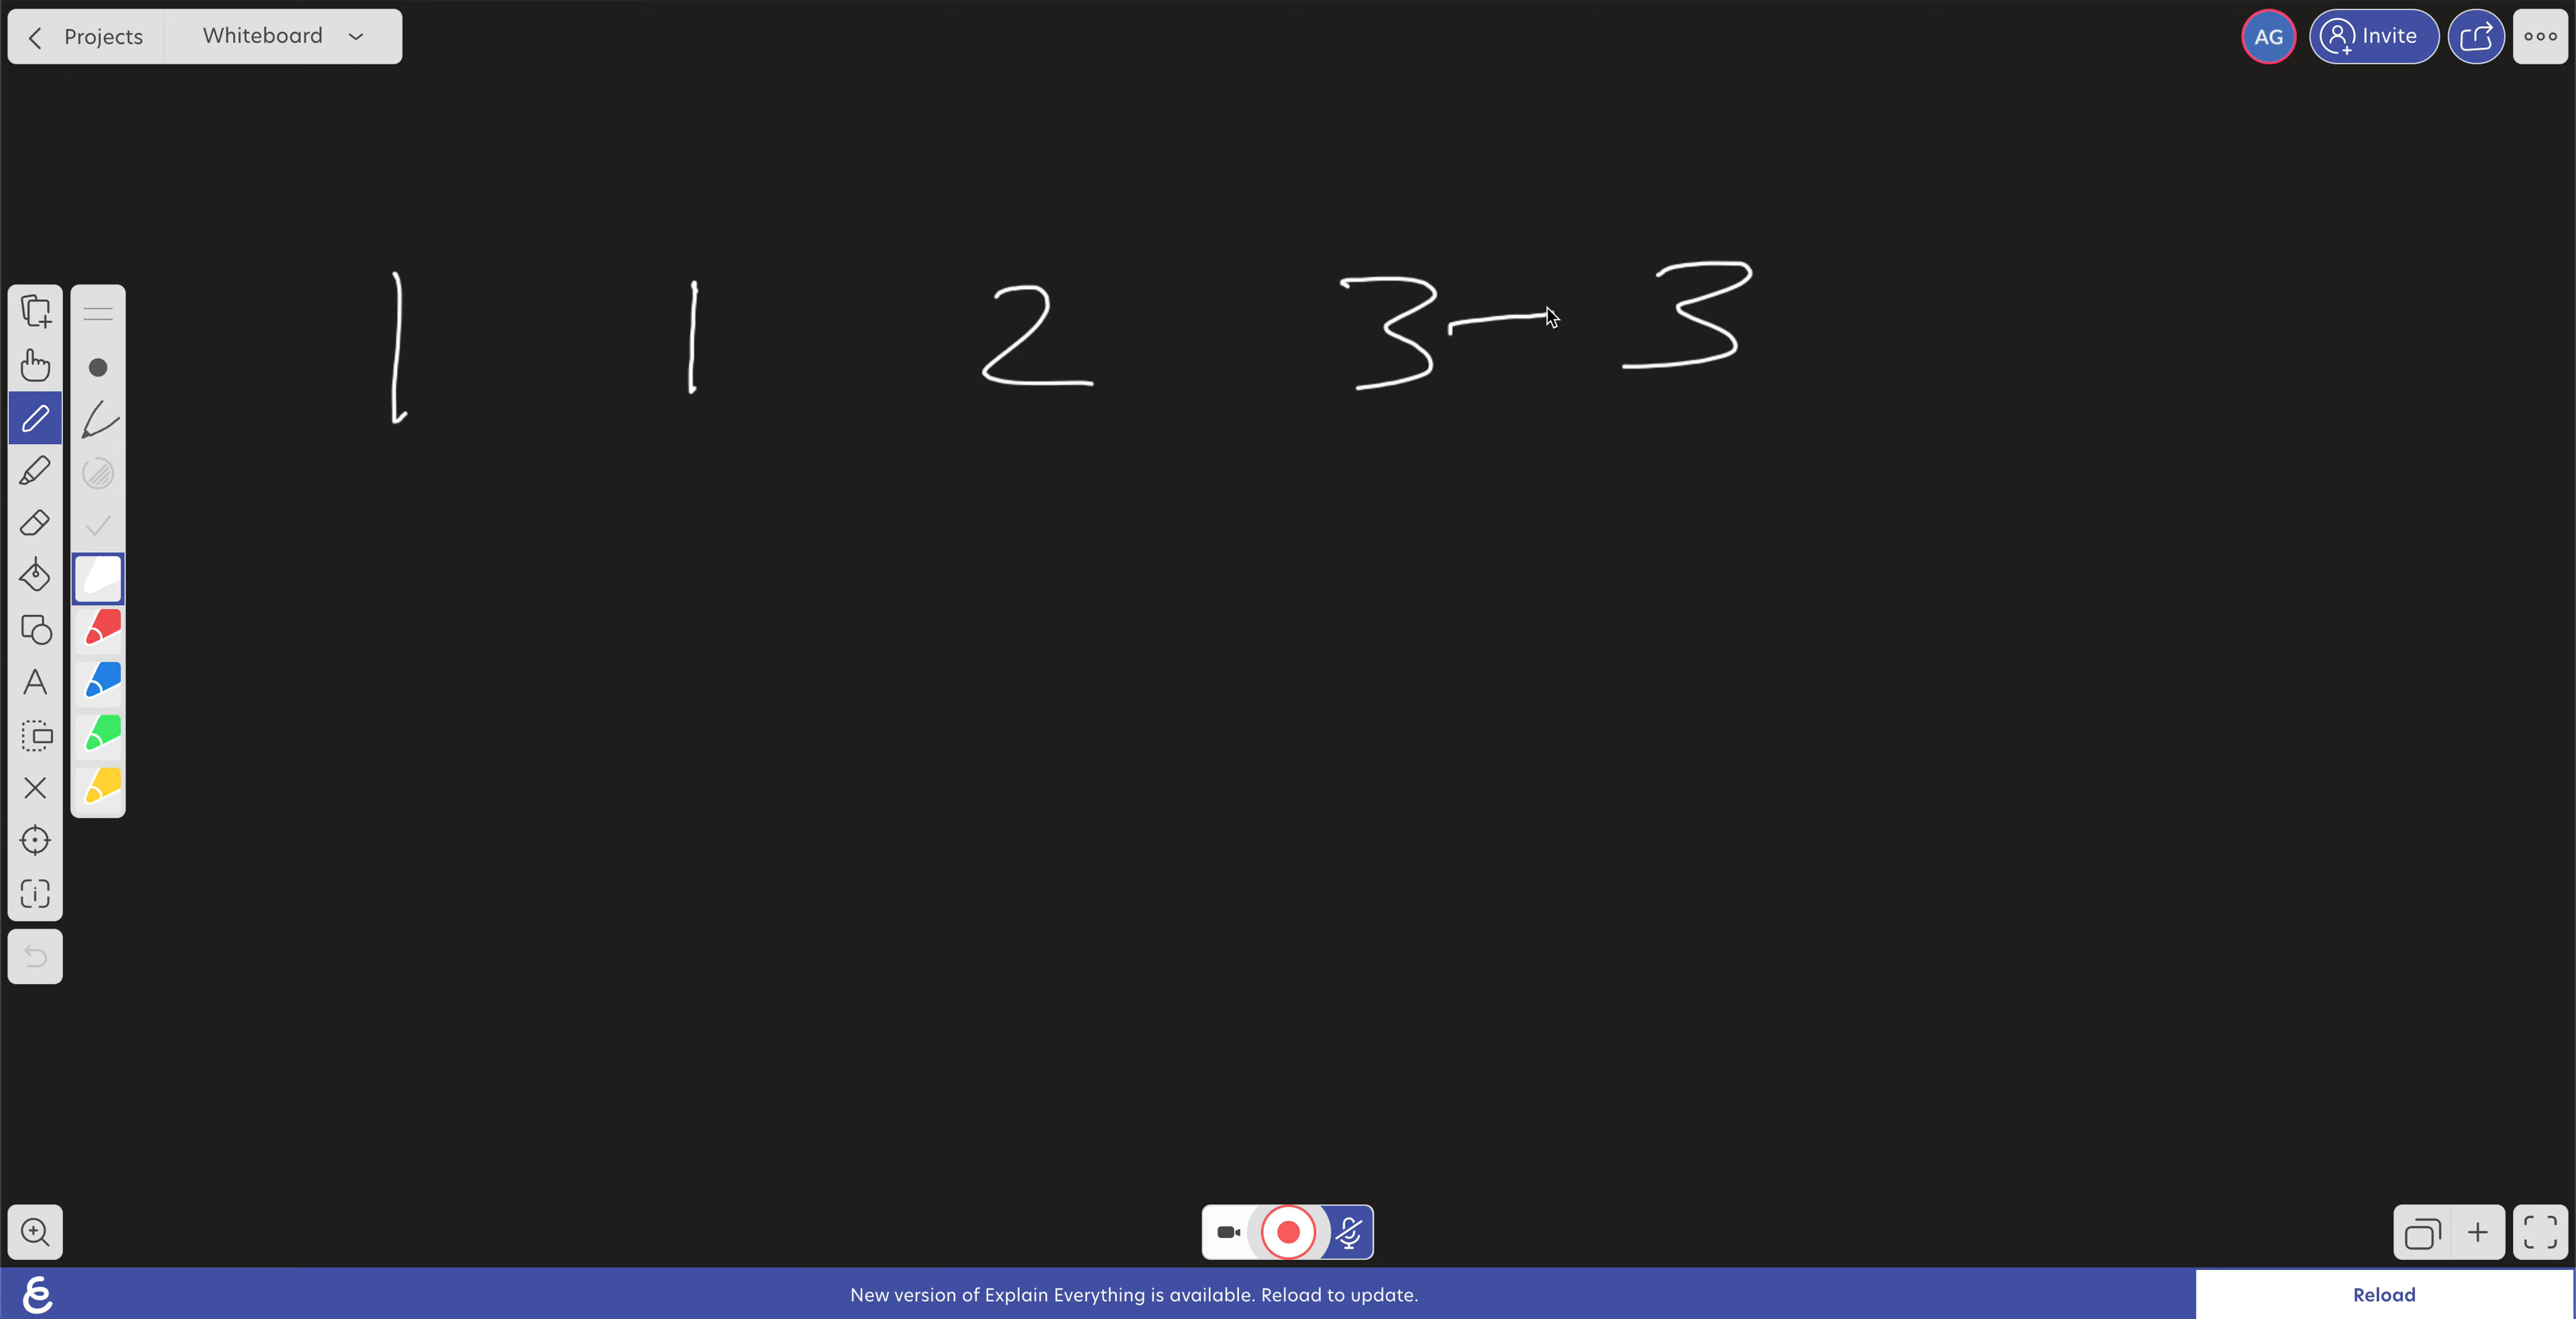 Projects Whiteboard AG Invite
1 1 2 3 - 3
New version of Explain Everything is available. Reload to update. Reload